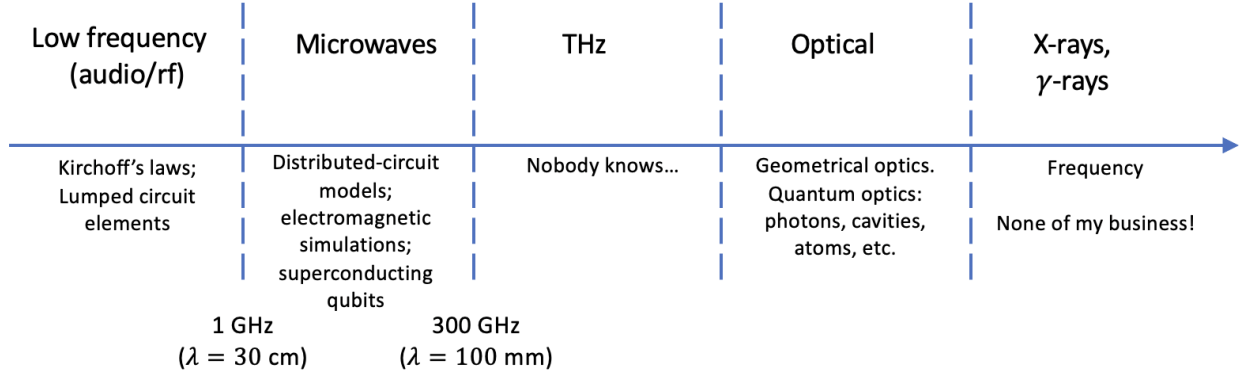 Low frequency
(audio/rf)
Microwaves
THz
Optical
X-rays,
γ-rays
Kirchoff’s laws;
Lumped circuit
elements
Distributed-circuit
models;
electromagnetic
simulations;
superconducting
qubits
Nobody knows…
Geometrical optics.
Quantum optics:
photons, cavities,
atoms, etc.
Frequency
None of my business!
1 GHz
(λ = 30 cm)
300 GHz
(λ = 100 mm)